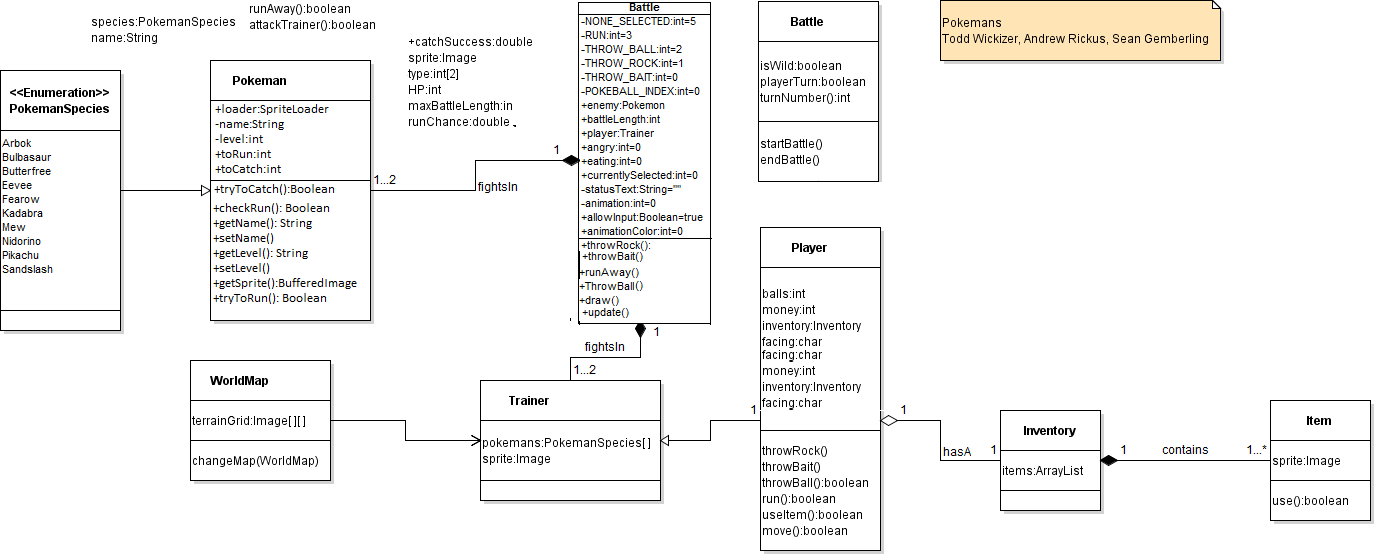 species:PokemanSpecies
name:String
runAway():boolean
attackTrainer():boolean
+catchSuccess:double
sprite:Image
type:int[2]
HP:int
maxBattleLength:in
runChance:double
<<Enumeration>>
PokemanSpecies
Arbok
Bulbasaur
Butterfree
Eevee
Fearow
Kadabra
Mew
Nidorino
Pikachu
Sandslash
Pokeman
+loader:SpriteLoader
-name:String
-level:int
+toRun:int
+toCatch:int
+tryToCatch():Boolean
+checkRun(): Boolean
+getName(): String
+setName()
+getLevel(): String
+setLevel()
+getSprite():BufferedImage
+tryToRun(): Boolean
1...2
fightsIn
1
Battle
-NONE_SELECTED:int=5
-RUN:int=3
-THROW_BALL:int=2
-THROW_ROCK:int=1
-THROW_BAIT:int=0
-POKEBALL_INDEX:int=0
+enemy:Pokemon
+battleLength:int
+player:Trainer
+angry:int=0
+eating:int=0
+currentlySelected:int=0
-statusText:String=""
-animation:int=0
+allowInput:Boolean=true
+animationColor:int=0
+throwRock():
+throwBait()
+runAway()
+ThrowBall()
+draw()
+update()
1
fightsIn
1...2
Battle
isWild:boolean
playerTurn:boolean
turnNumber():int
startBattle()
endBattle()
Pokemans
Todd Wickizer, Andrew Rickus, Sean Gemberling
WorldMap
terrainGrid:Image[][]
changeMap(WorldMap)
Trainer
pokemans:PokemanSpecies[]
sprite:Image
1
Player
balls:int
money:int
inventory:Inventory
facing:char
facing:char
money:int
inventory:Inventory
facing:char
throwRock()
throwBait()
throwBall():boolean
run():boolean
useItem():boolean
move():boolean
1
hasA
1
Inventory
items:ArrayList
1
contains
1...*
Item
sprite:Image
use():boolean